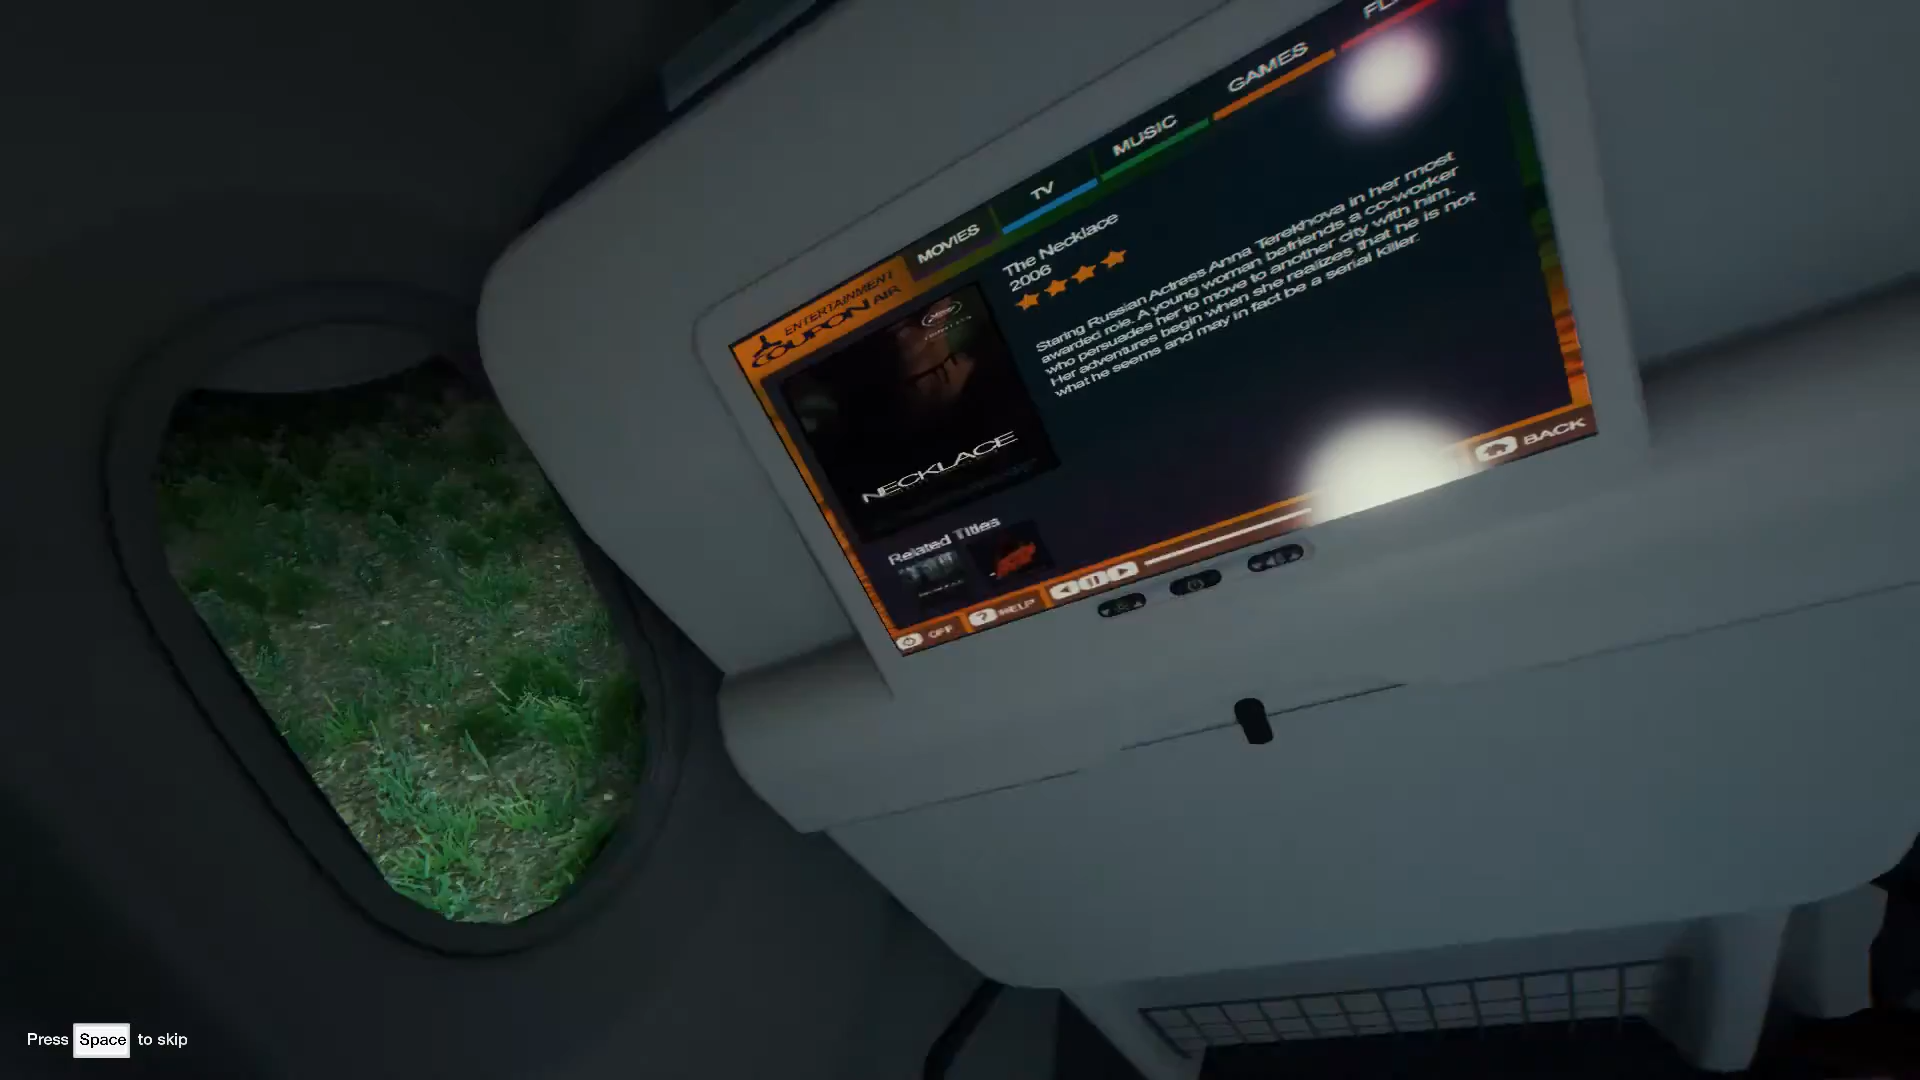 FL
GAMES
MUSIC
TV
MOVIES
ENTERTAINMENT
COUPON AIR
The Necklace
2006
Staring Russian Actress Anna Terekhova in her most
awarded role. A young woman befriends a co-worker
who persuades her to move to another city with him.
Her adventures begin when she realizes that he is not
what he seems and may in fact be a serial killer.
NECKLACE
Related Titles
OFF
? HELP
BACK
Press Space to skip